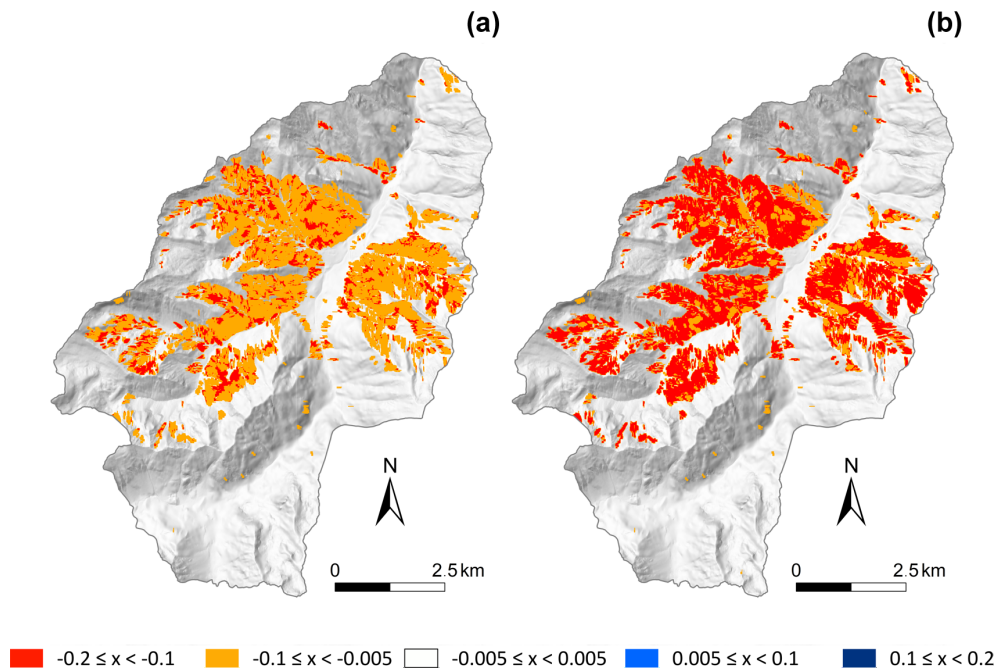 (a) (b)
N N
0 2.5 km 0 2.5 km
-0.2 ≤ x < -0.1 -0.1 ≤ x < -0.005 -0.005 ≤ x < 0.005 0.005 ≤ x < 0.1 0.1 ≤ x < 0.2